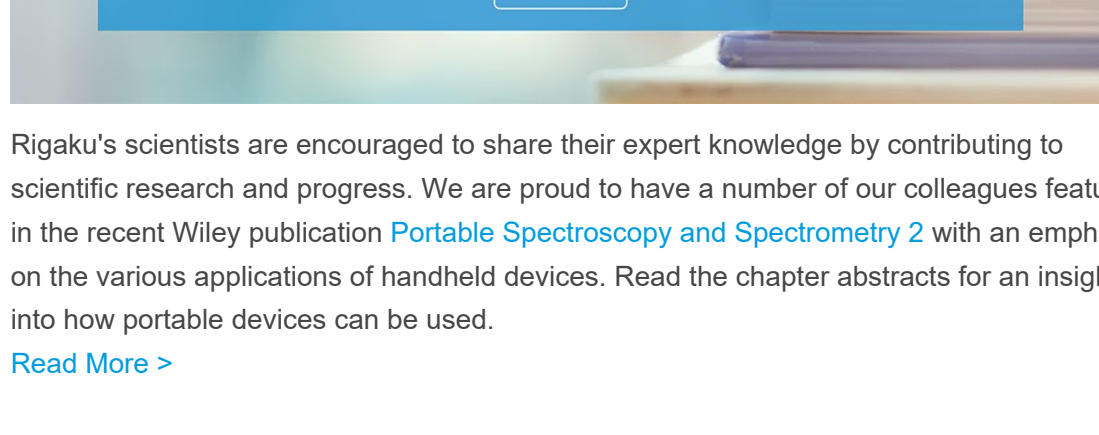 Rigaku's scientists are encouraged to share their expert knowledge by contributing to
scientific research and progress. We are proud to have a number of our colleagues
in the recent Wiley publication Portable Spectroscopy and Spectrometry 2 with an
on the various applications of handheld devices. Read the chapter abstracts for an
into how portable devices can be used.
Read More >